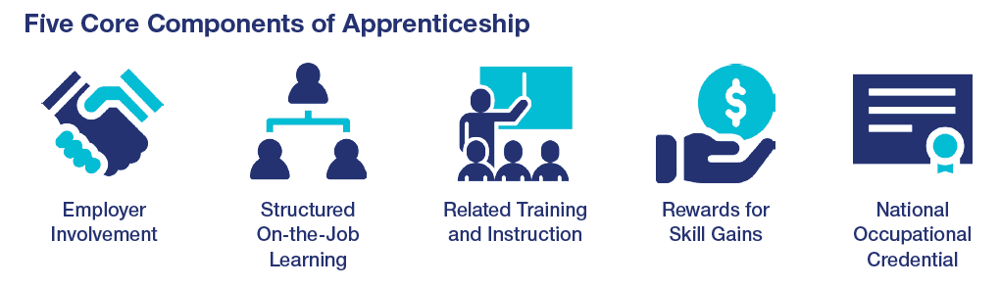 Five Core Components of Apprenticeship
Employer
Involvement
Structured
On-the-Job
Learning
Related Training
and Instruction
Rewards for
Skill Gains
National
Occupational
Credential